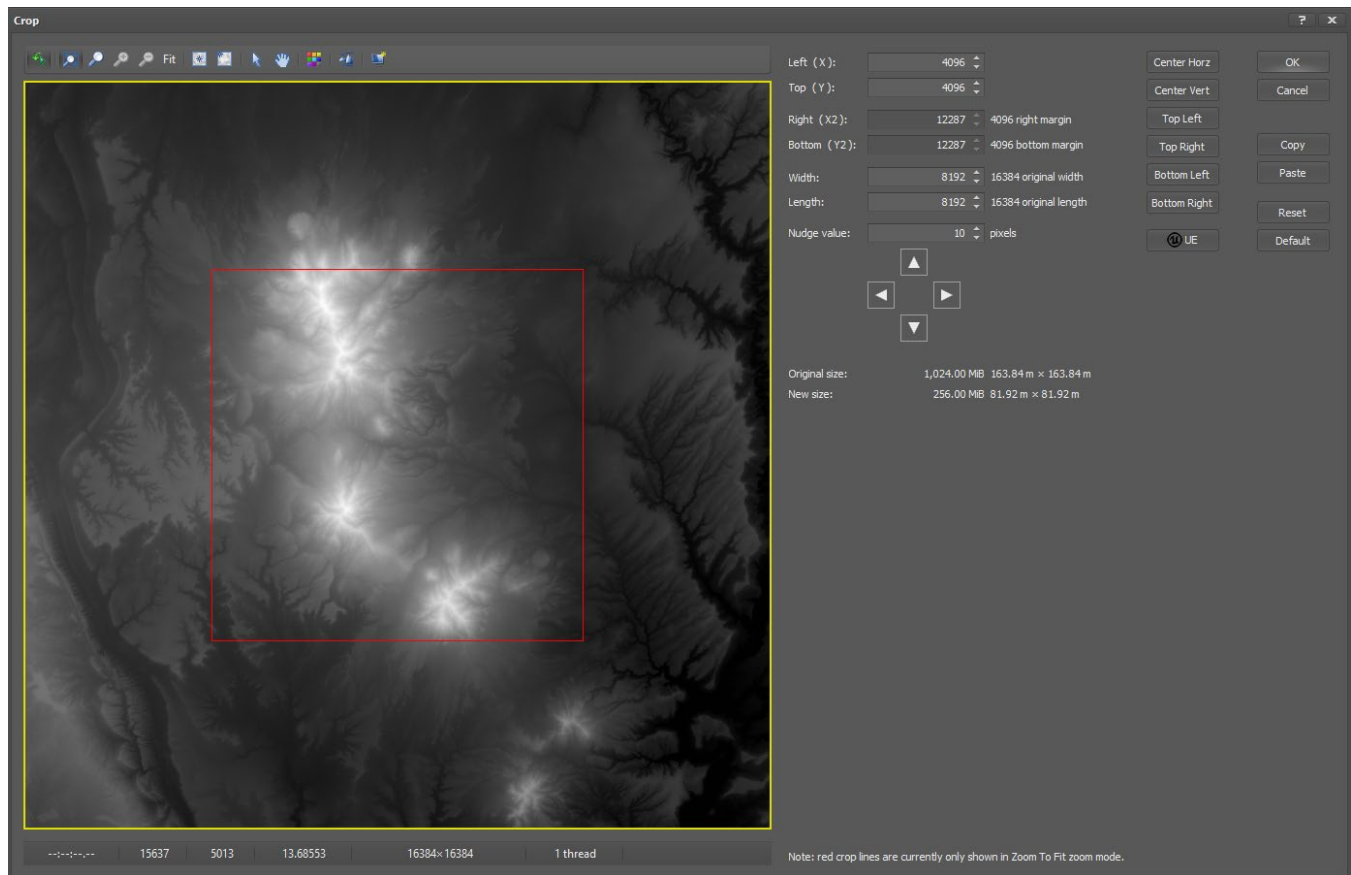 Crop
? ×
Fit
Left (X): 4096
Top (Y): 4096
Right (X2): 12287 4096 right margin
Bottom (Y2): 12287 4096 bottom margin
Width: 8192 16384 original width
Length: 8192 16384 original length
Nudge value: 10 pixels
Original size: 1,024.00 MiB 163.84 m × 163.84 m
New size: 256.00 MiB 81.92 m × 81.92 m
Center Horz
Center Vert
Top Left
Top Right
Bottom Left
Bottom Right
UE
OK
Cancel
Copy
Paste
Reset
Default
--:--:--.-- 15637 5013 13.68553 16384×16384 1 thread
Note: red crop lines are currently only shown in Zoom To Fit zoom mode.